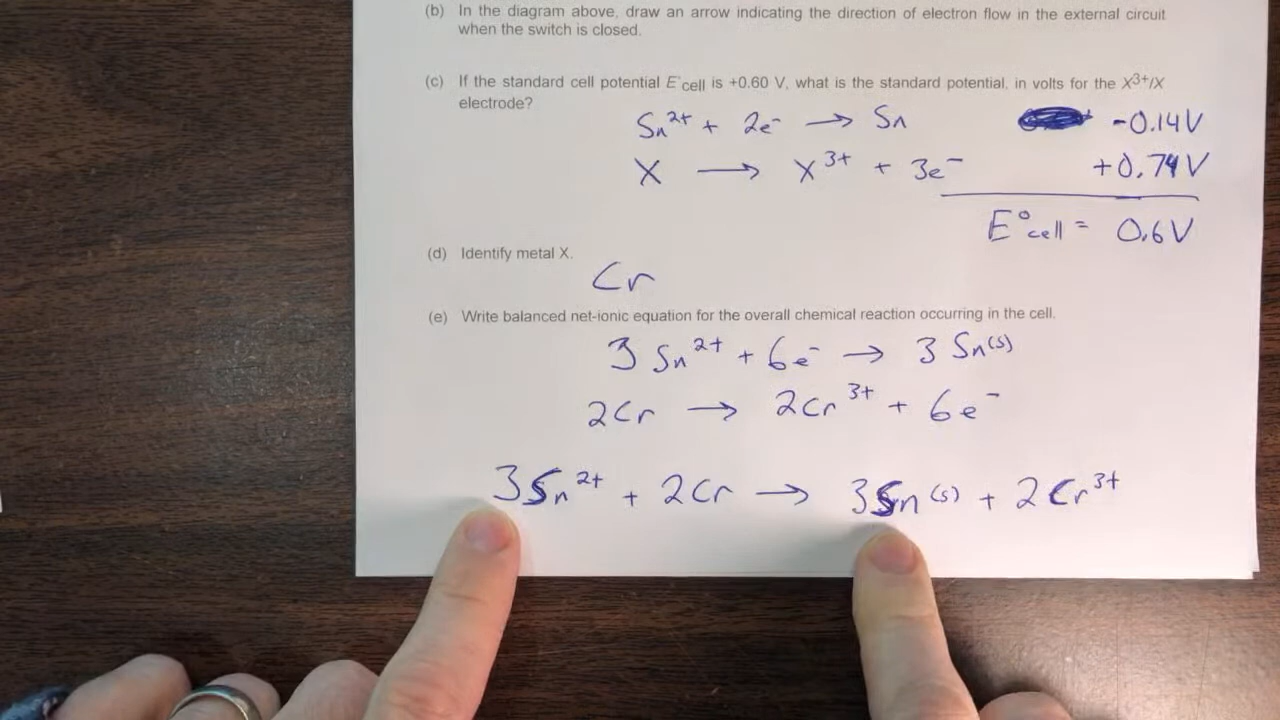 (b) In the diagram above, draw an arrow indicating the direction of electron flow in the external circuit
when the switch is closed.
(c) If the standard cell potential E°cell is +0.60 V, what is the standard potential, in volts for the X³⁺/X
electrode?
Sn²⁺ + 2e⁻ → Sn -0.14V
X → X³⁺ + 3e⁻ +0.74V
E°cell = 0.6V
(d) Identify metal X.
Cr
(e) Write balanced net-ionic equation for the overall chemical reaction occurring in the cell.
3 Sn²⁺ + 6e⁻ → 3 Sn(s)
2Cr → 2Cr³⁺ + 6e⁻
3Sn²⁺ + 2Cr → 3Sn(s) + 2Cr³⁺